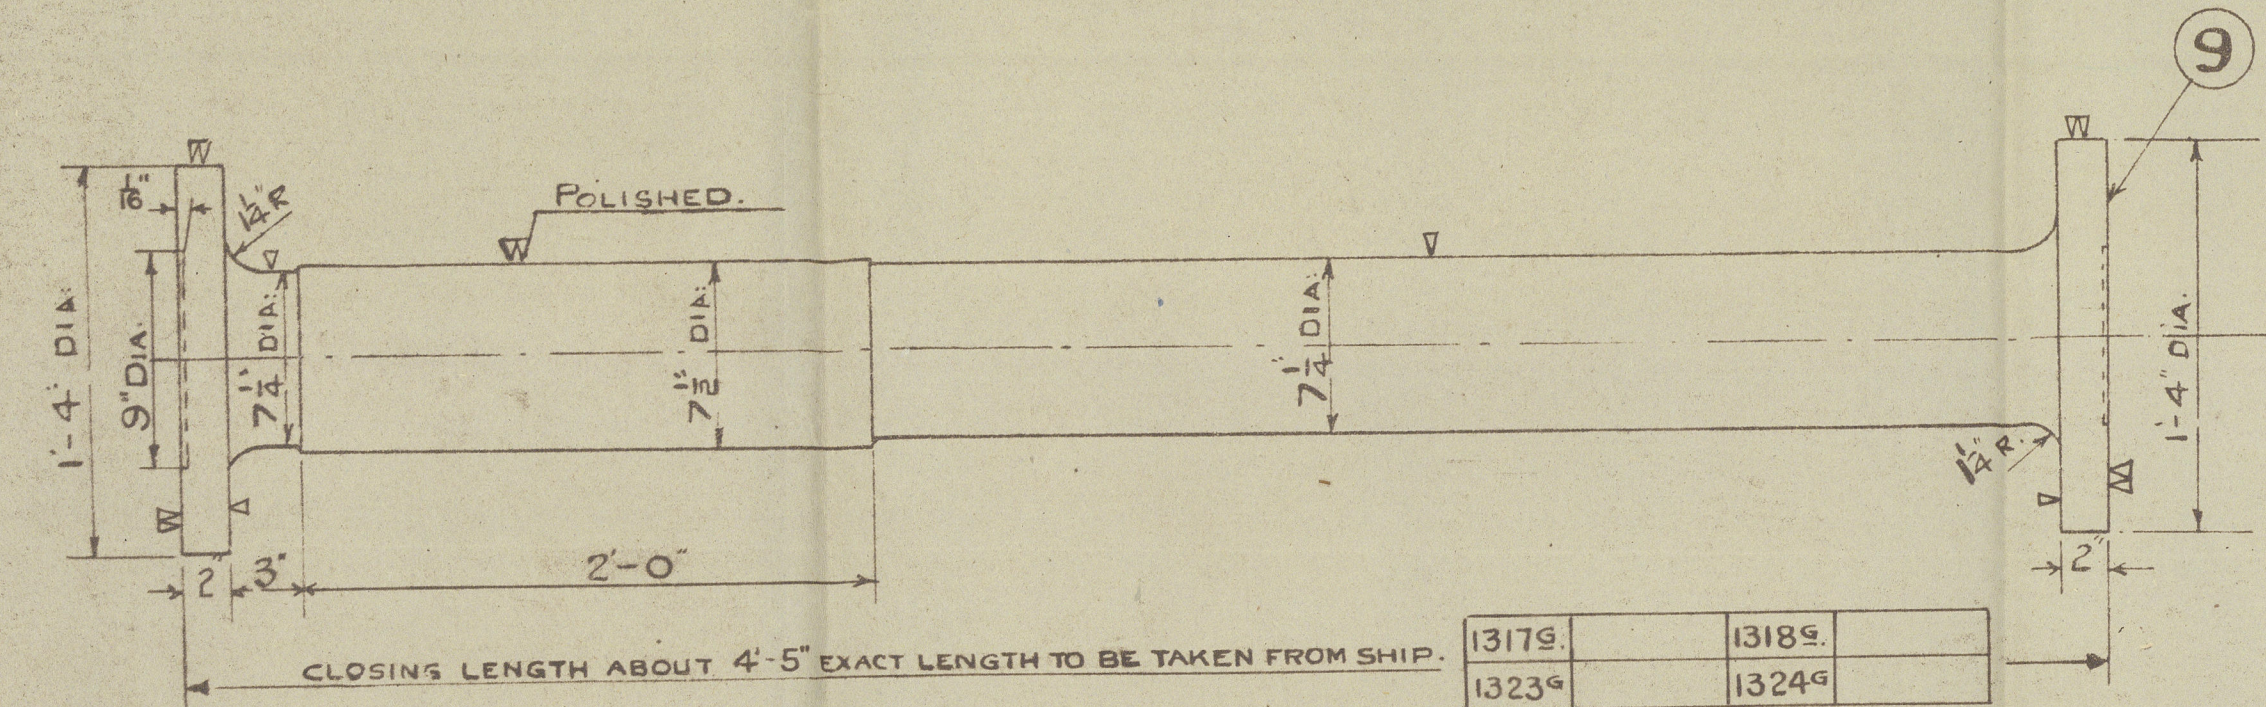 9
1/16"
1 1/4" R
POLISHED.
1'-4" DIA.
9" DIA.
7 1/4" DIA.
7 1/2" DIA.
7 1/4" DIA.
1'-4" DIA.
1 1/4" R.
2"
3"
2'-0"
2"
CLOSING LENGTH ABOUT 4'-5" EXACT LENGTH TO BE TAKEN FROM SHIP.
1317G. 1318G.
1323G 1324G